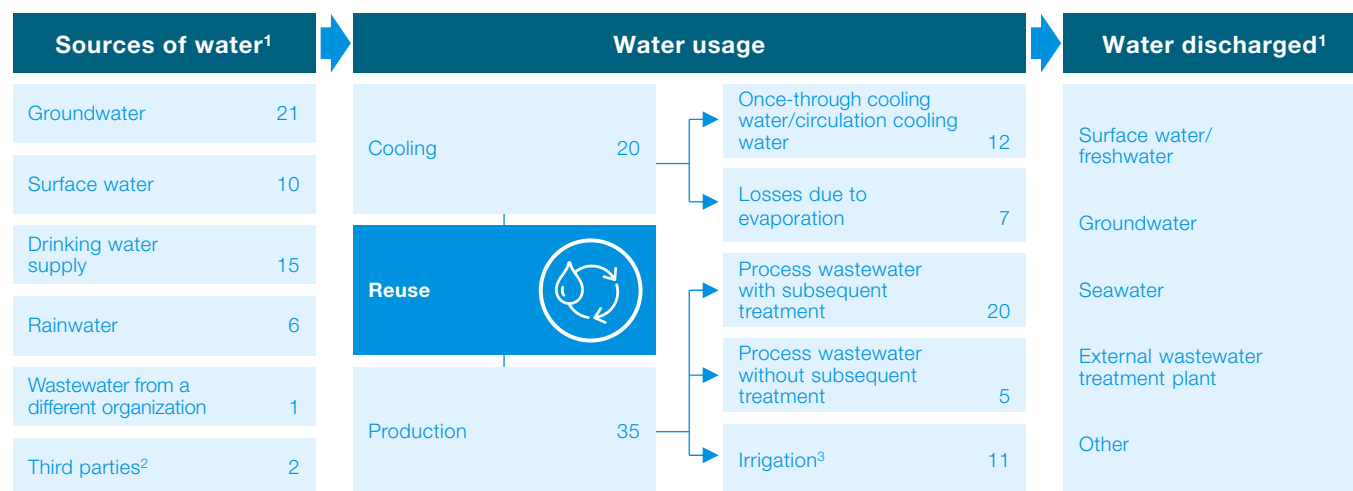 Sources of water¹
Groundwater 21
Surface water 10
Drinking water
supply 15
Rainwater 6
Wastewater from a
different organization 1
Third parties² 2
Water usage
Cooling 20
Reuse
Production 35
Once-through cooling
water/circulation cooling
water 12
Losses due to
evaporation 7
Process wastewater
with subsequent
treatment 20
Process wastewater
without subsequent
treatment 5
Irrigation³ 11
Water discharged¹
Surface water/
freshwater
Groundwater
Seawater
External wastewater
treatment plant
Other